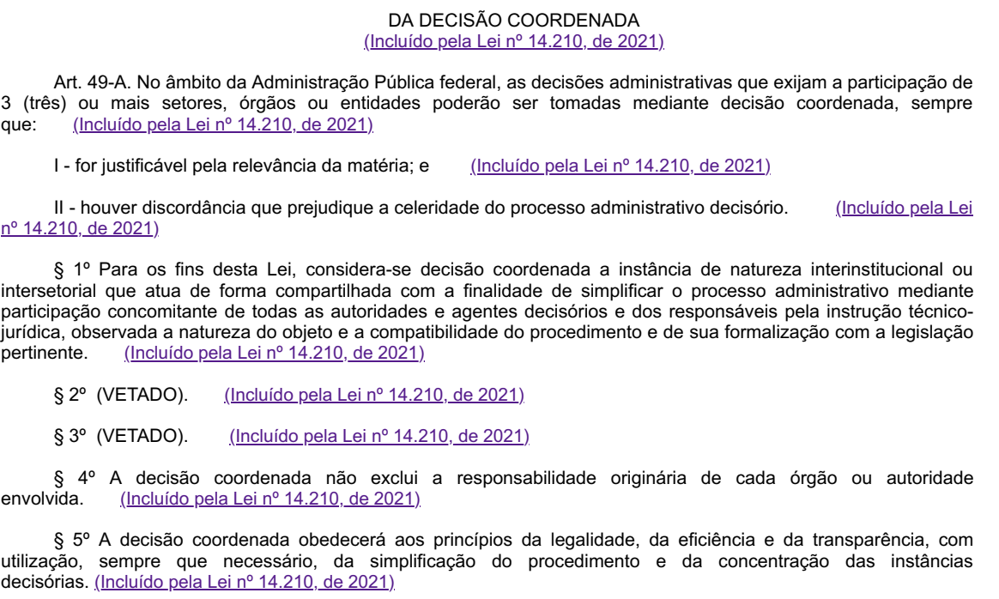 DA DECISÃO COORDENADA
(Incluído pela Lei nº 14.210, de 2021)
Art. 49-A. No âmbito da Administração Pública federal, as decisões administrativas que exijam a participação de
3 (três) ou mais setores, órgãos ou entidades poderão ser tomadas mediante decisão coordenada, sempre
que: (Incluído pela Lei nº 14.210, de 2021)
I - for justificável pela relevância da matéria; e (Incluído pela Lei nº 14.210, de 2021)
II - houver discordância que prejudique a celeridade do processo administrativo decisório. (Incluído pela Lei
nº 14.210, de 2021)
§ 1º Para os fins desta Lei, considera-se decisão coordenada a instância de natureza interinstitucional ou
intersetorial que atua de forma compartilhada com a finalidade de simplificar o processo administrativo mediante
participação concomitante de todas as autoridades e agentes decisórios e dos responsáveis pela instrução técnico-
jurídica, observada a natureza do objeto e a compatibilidade do procedimento e de sua formalização com a legislação
pertinente. (Incluído pela Lei nº 14.210, de 2021)
§ 2º (VETADO). (Incluído pela Lei nº 14.210, de 2021)
§ 3º (VETADO). (Incluído pela Lei nº 14.210, de 2021)
§ 4º A decisão coordenada não exclui a responsabilidade originária de cada órgão ou autoridade
envolvida. (Incluído pela Lei nº 14.210, de 2021)
§ 5º A decisão coordenada obedecerá aos princípios da legalidade, da eficiência e da transparência, com
utilização, sempre que necessário, da simplificação do procedimento e da concentração das instâncias
decisórias. (Incluído pela Lei nº 14.210, de 2021)